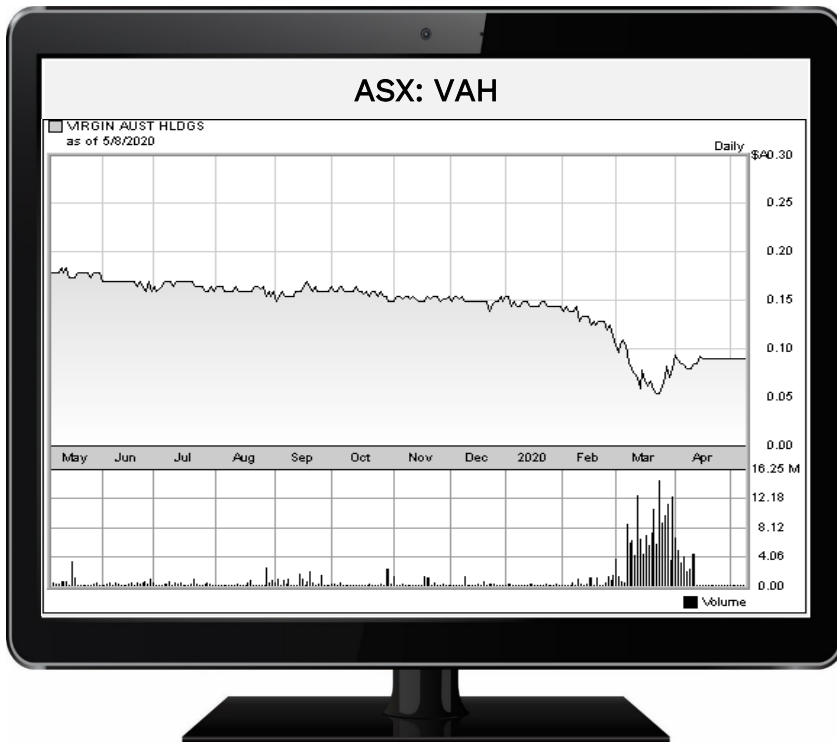 ASX: VAH
VIRGIN AUST HLDGS
as of 5/8/2020
Daily
$A0.30
0.25
0.20
0.15
0.10
0.05
0.00
May Jun Jul Aug Sep Oct Nov Dec 2020 Feb Mar Apr
16.25 M
12.18
8.12
4.06
0.00
Volume